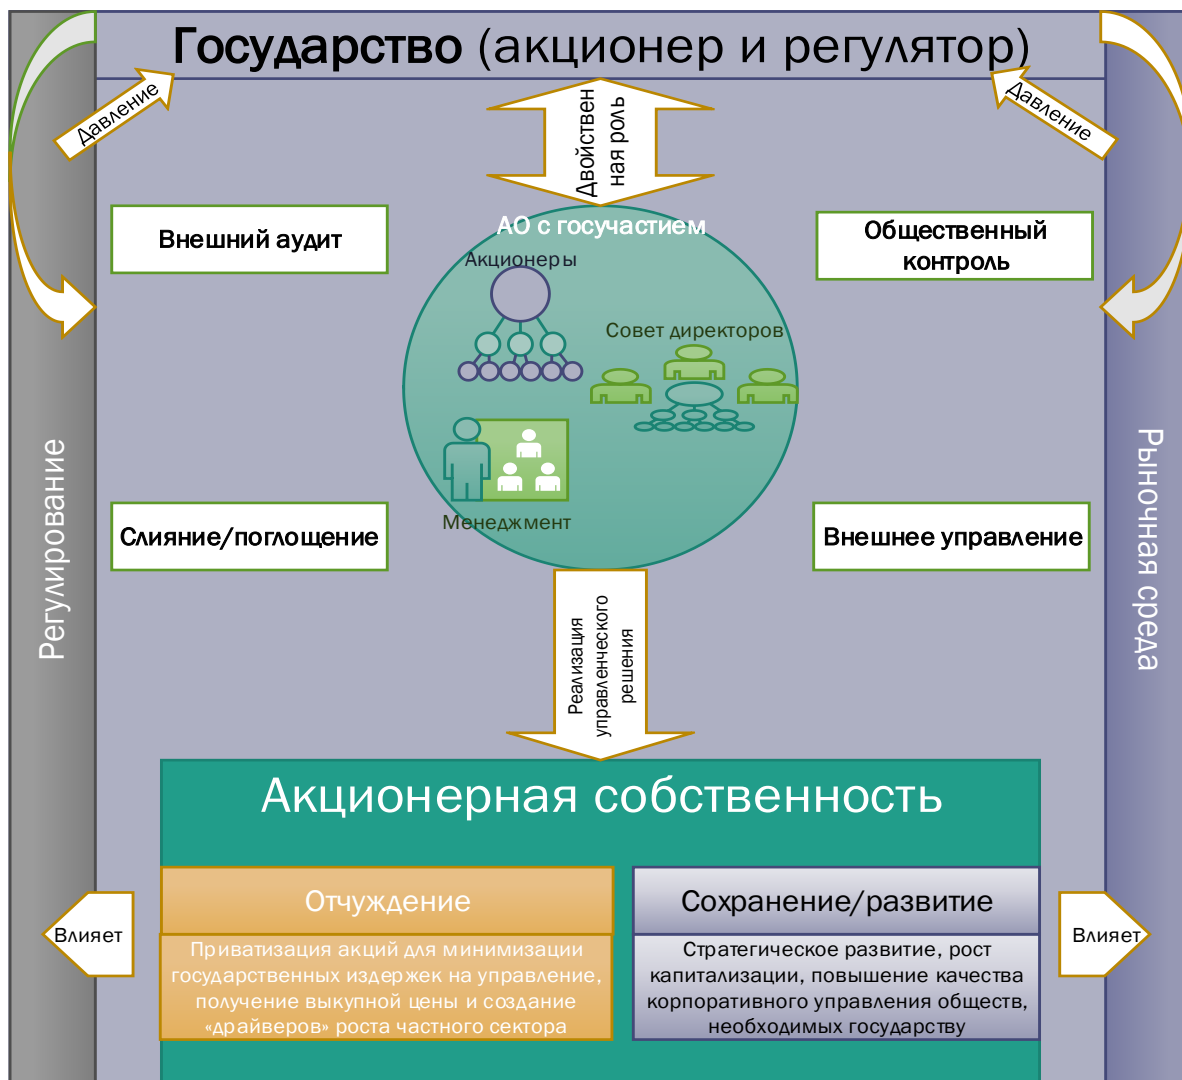 Государство (акционер и регулятор)
Давление
Давление
Двойствен
ная роль
Внешний аудит
Общественный
контроль
АО с госучастием
Акционеры
Совет директоров
Менеджмент
Регулирование
Рыночная среда
Слияние/поглощение
Внешнее управление
Реализация
управленческого
решения
Акционерная собственность
Отчуждение
Приватизация акций для минимизации
государственных издержек на управление,
получение выкупной цены и создание
«драйверов» роста частного сектора
Сохранение/развитие
Стратегическое развитие, рост
капитализации, повышение качества
корпоративного управления обществ,
необходимых государству
Влияет
Влияет